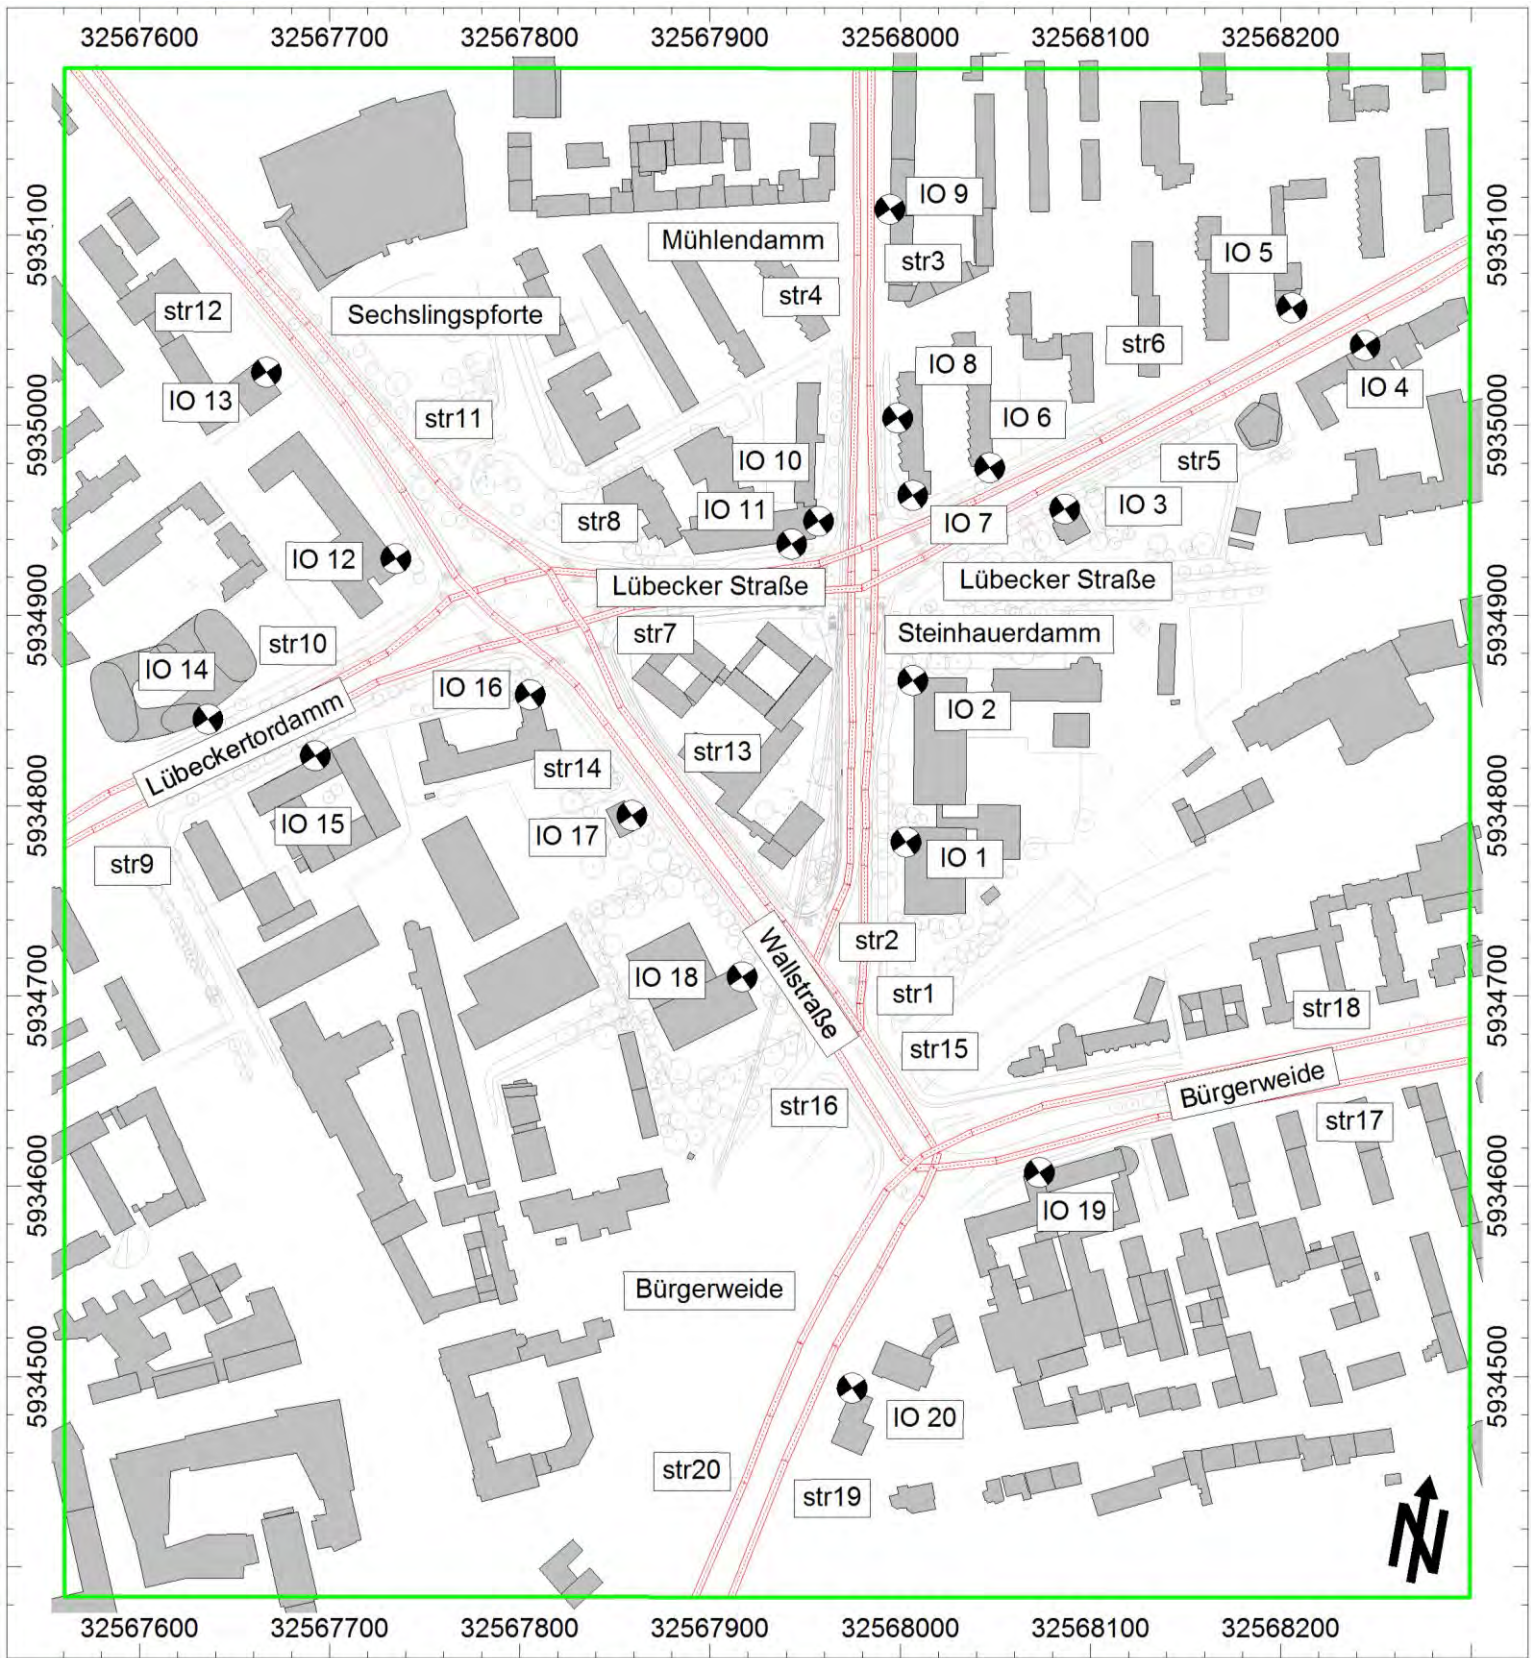 32567600 32567700 32567800 32567900 32568000 32568100 32568200
5935100
5935100
IO 9
Mühlendamm
IO 5
str3
str4
str12
Sechslingspforte
str6
IO 8
IO 4
IO 13
5935000
5935000
str11
IO 6
IO 10
str5
IO 3
IO 11
str8
IO 7
IO 12
Lübecker Straße
Lübecker Straße
5934900
5934900
str7
Steinhauerdamm
str10
IO 14
IO 16
IO 2
Lübeckertordamm
str13
str14
5934800
5934800
IO 15
IO 17
IO 1
str9
str2
Wallstraße
IO 18
str1
5934700
5934700
str18
str15
Bürgerweide
str16
str17
5934600
5934600
IO 19
Bürgerweide
5934500
5934500
IO 20
str20
str19
N
32567600 32567700 32567800 32567900 32568000 32568100 32568200